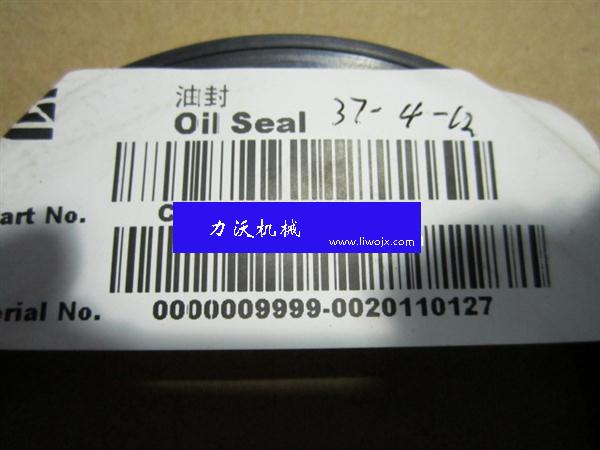 油封
Oil Seal 37-4-12
art No. C
力沃机械
www.liwojx.com
erial No. 0000009999-0020110127